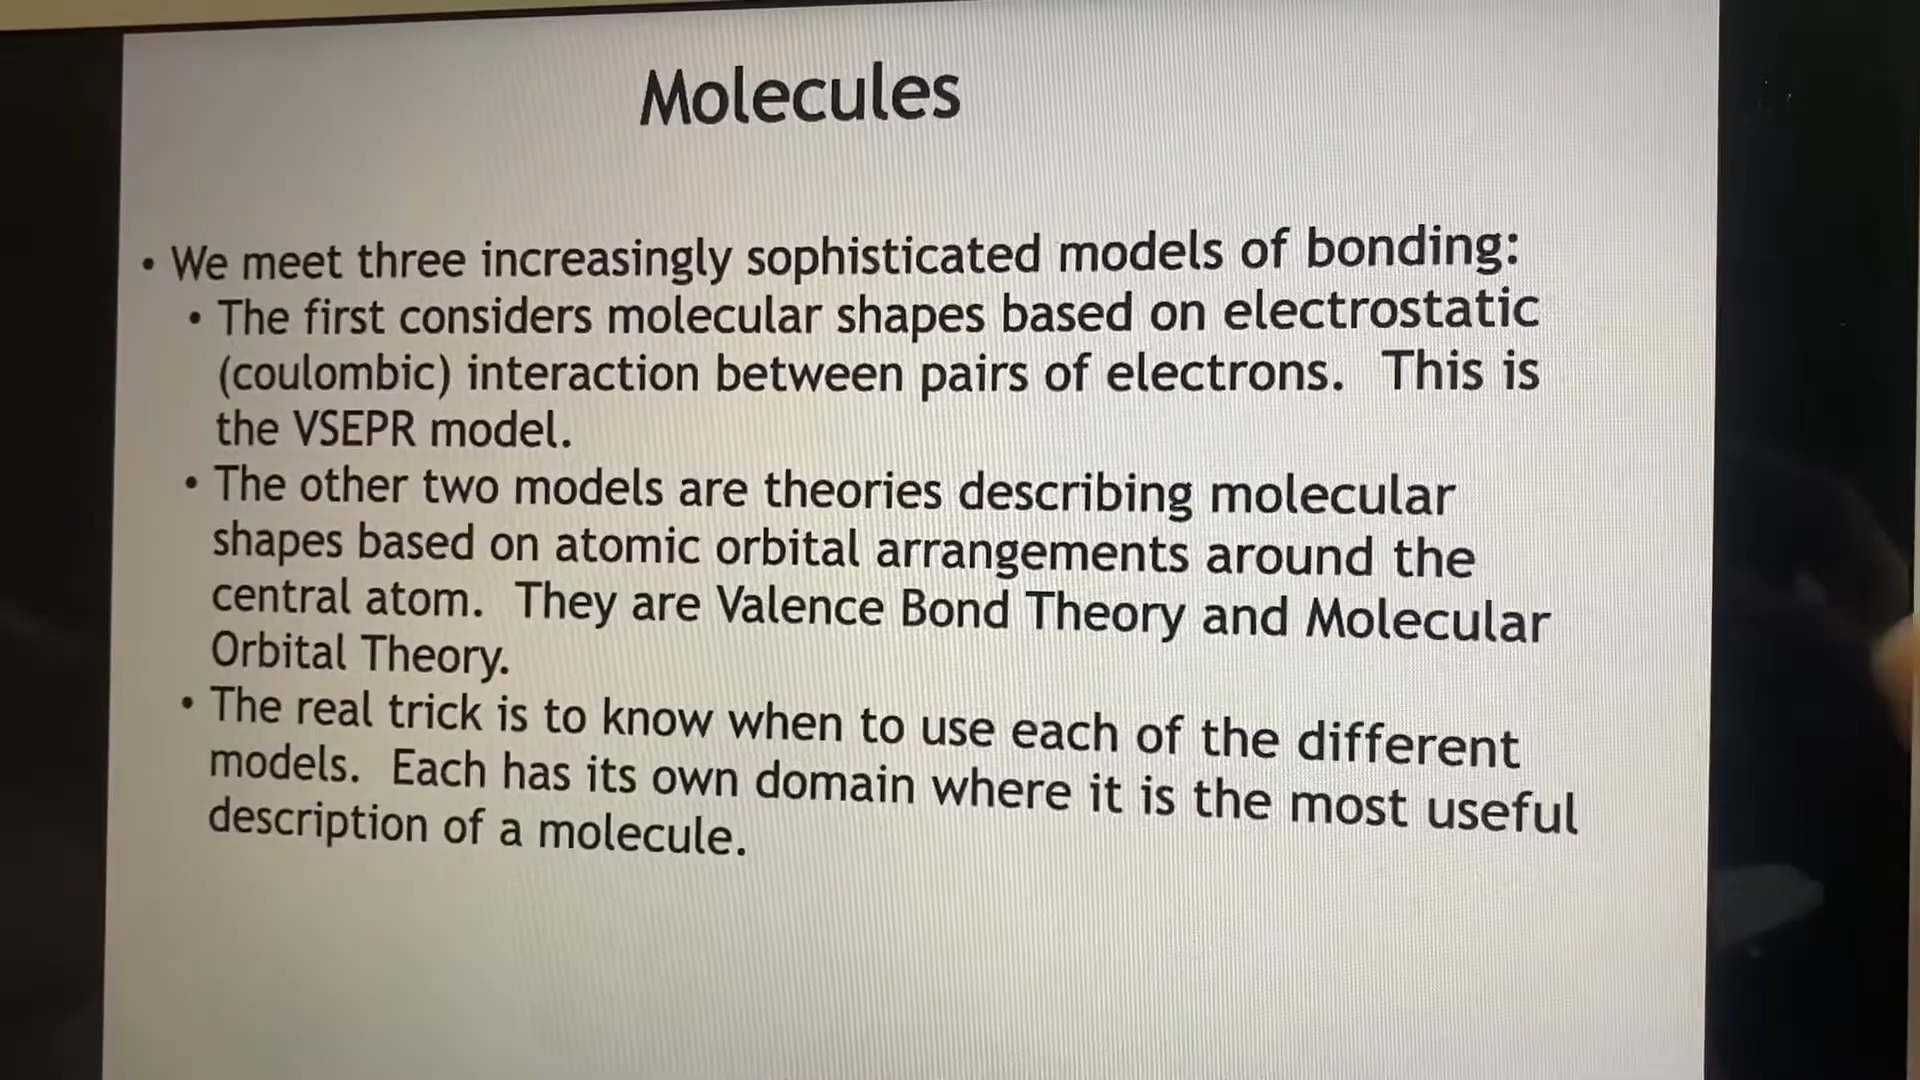 Molecules
• We meet three increasingly sophisticated models of bonding:
• The first considers molecular shapes based on electrostatic
(coulombic) interaction between pairs of electrons. This is
the VSEPR model.
• The other two models are theories describing molecular
shapes based on atomic orbital arrangements around the
central atom. They are Valence Bond Theory and Molecular
Orbital Theory.
• The real trick is to know when to use each of the different
models. Each has its own domain where it is the most useful
description of a molecule.